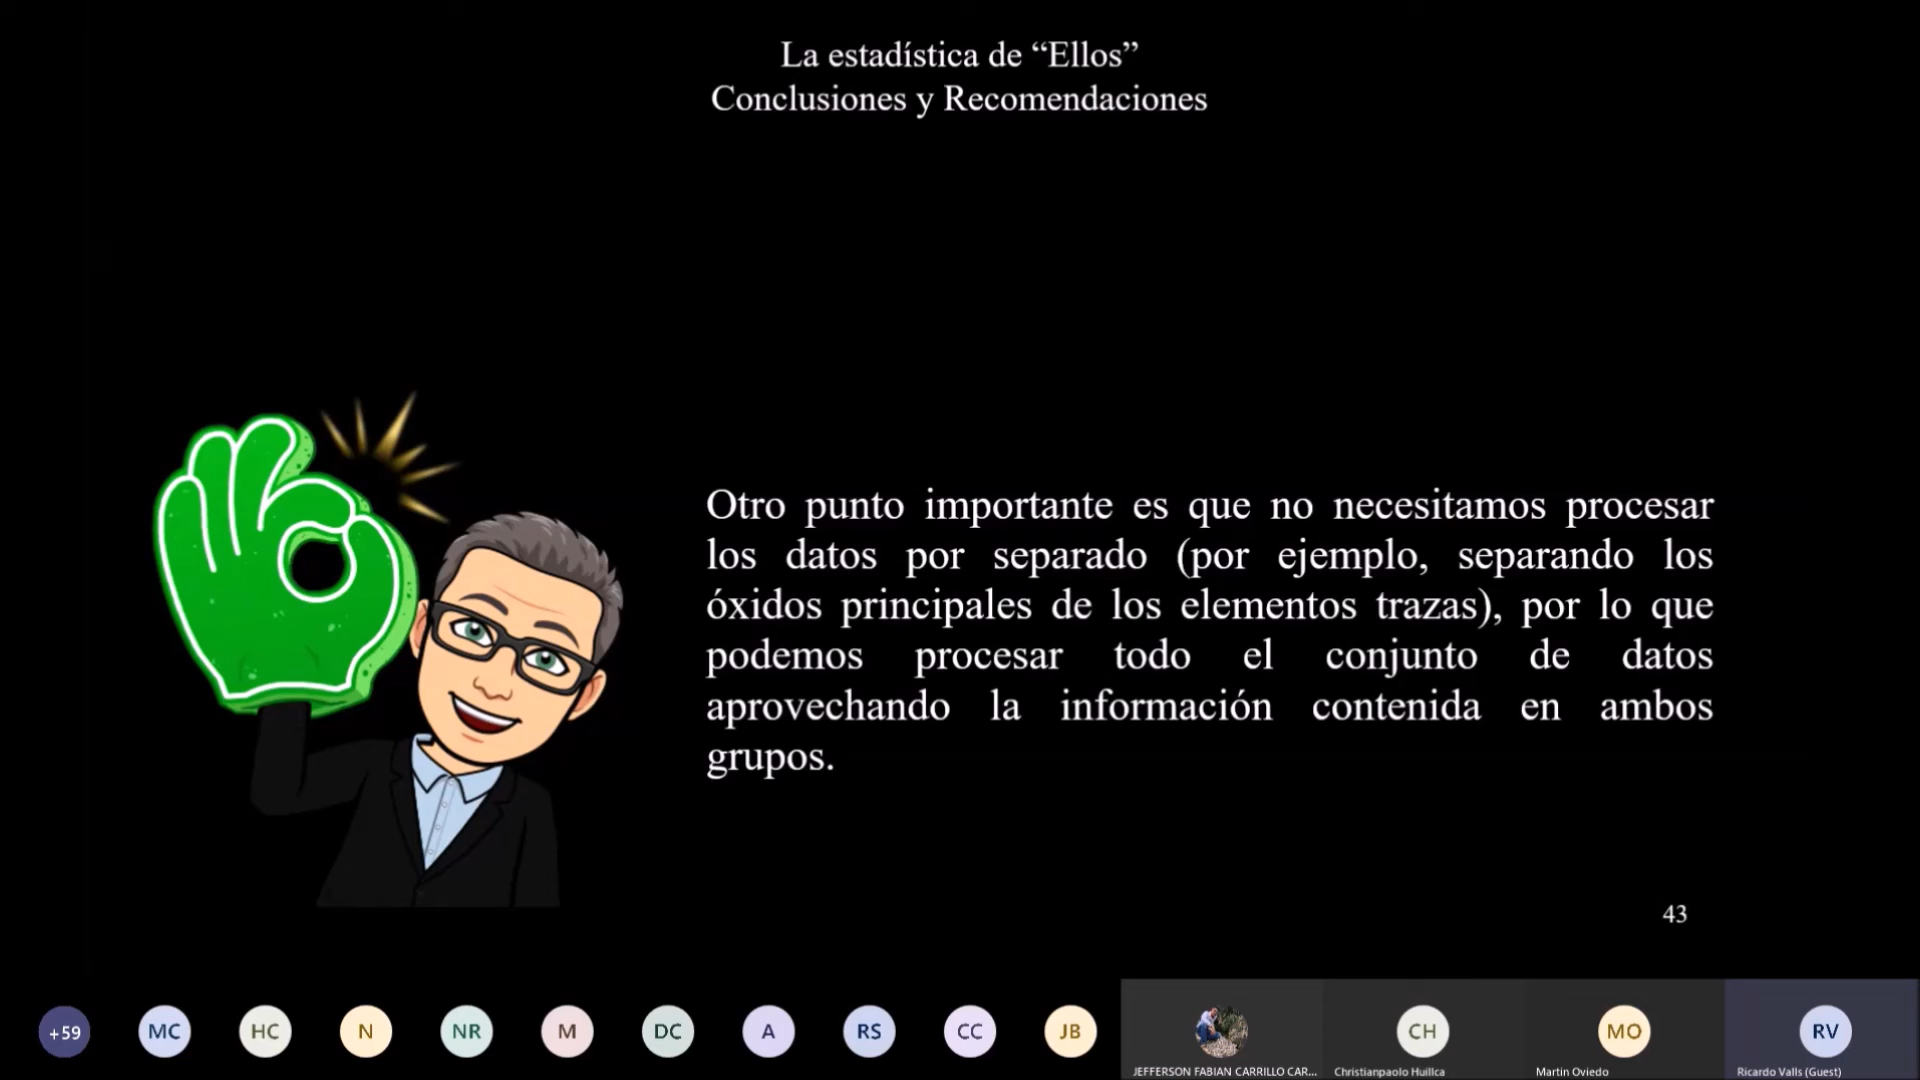 La estadística de “Ellos”
Conclusiones y Recomendaciones
Otro punto importante es que no necesitamos procesar
los datos por separado (por ejemplo, separando los
óxidos principales de los elementos trazas), por lo que
podemos procesar todo el conjunto de datos
aprovechando la información contenida en ambos
grupos.
43
+59 MC HC N NR M DC A RS CC JB CH MO RV
JEFFERSON FABIAN CARRILLO CAR... Christianpaolo Huillca Martin Oviedo Ricardo Valls (Guest)